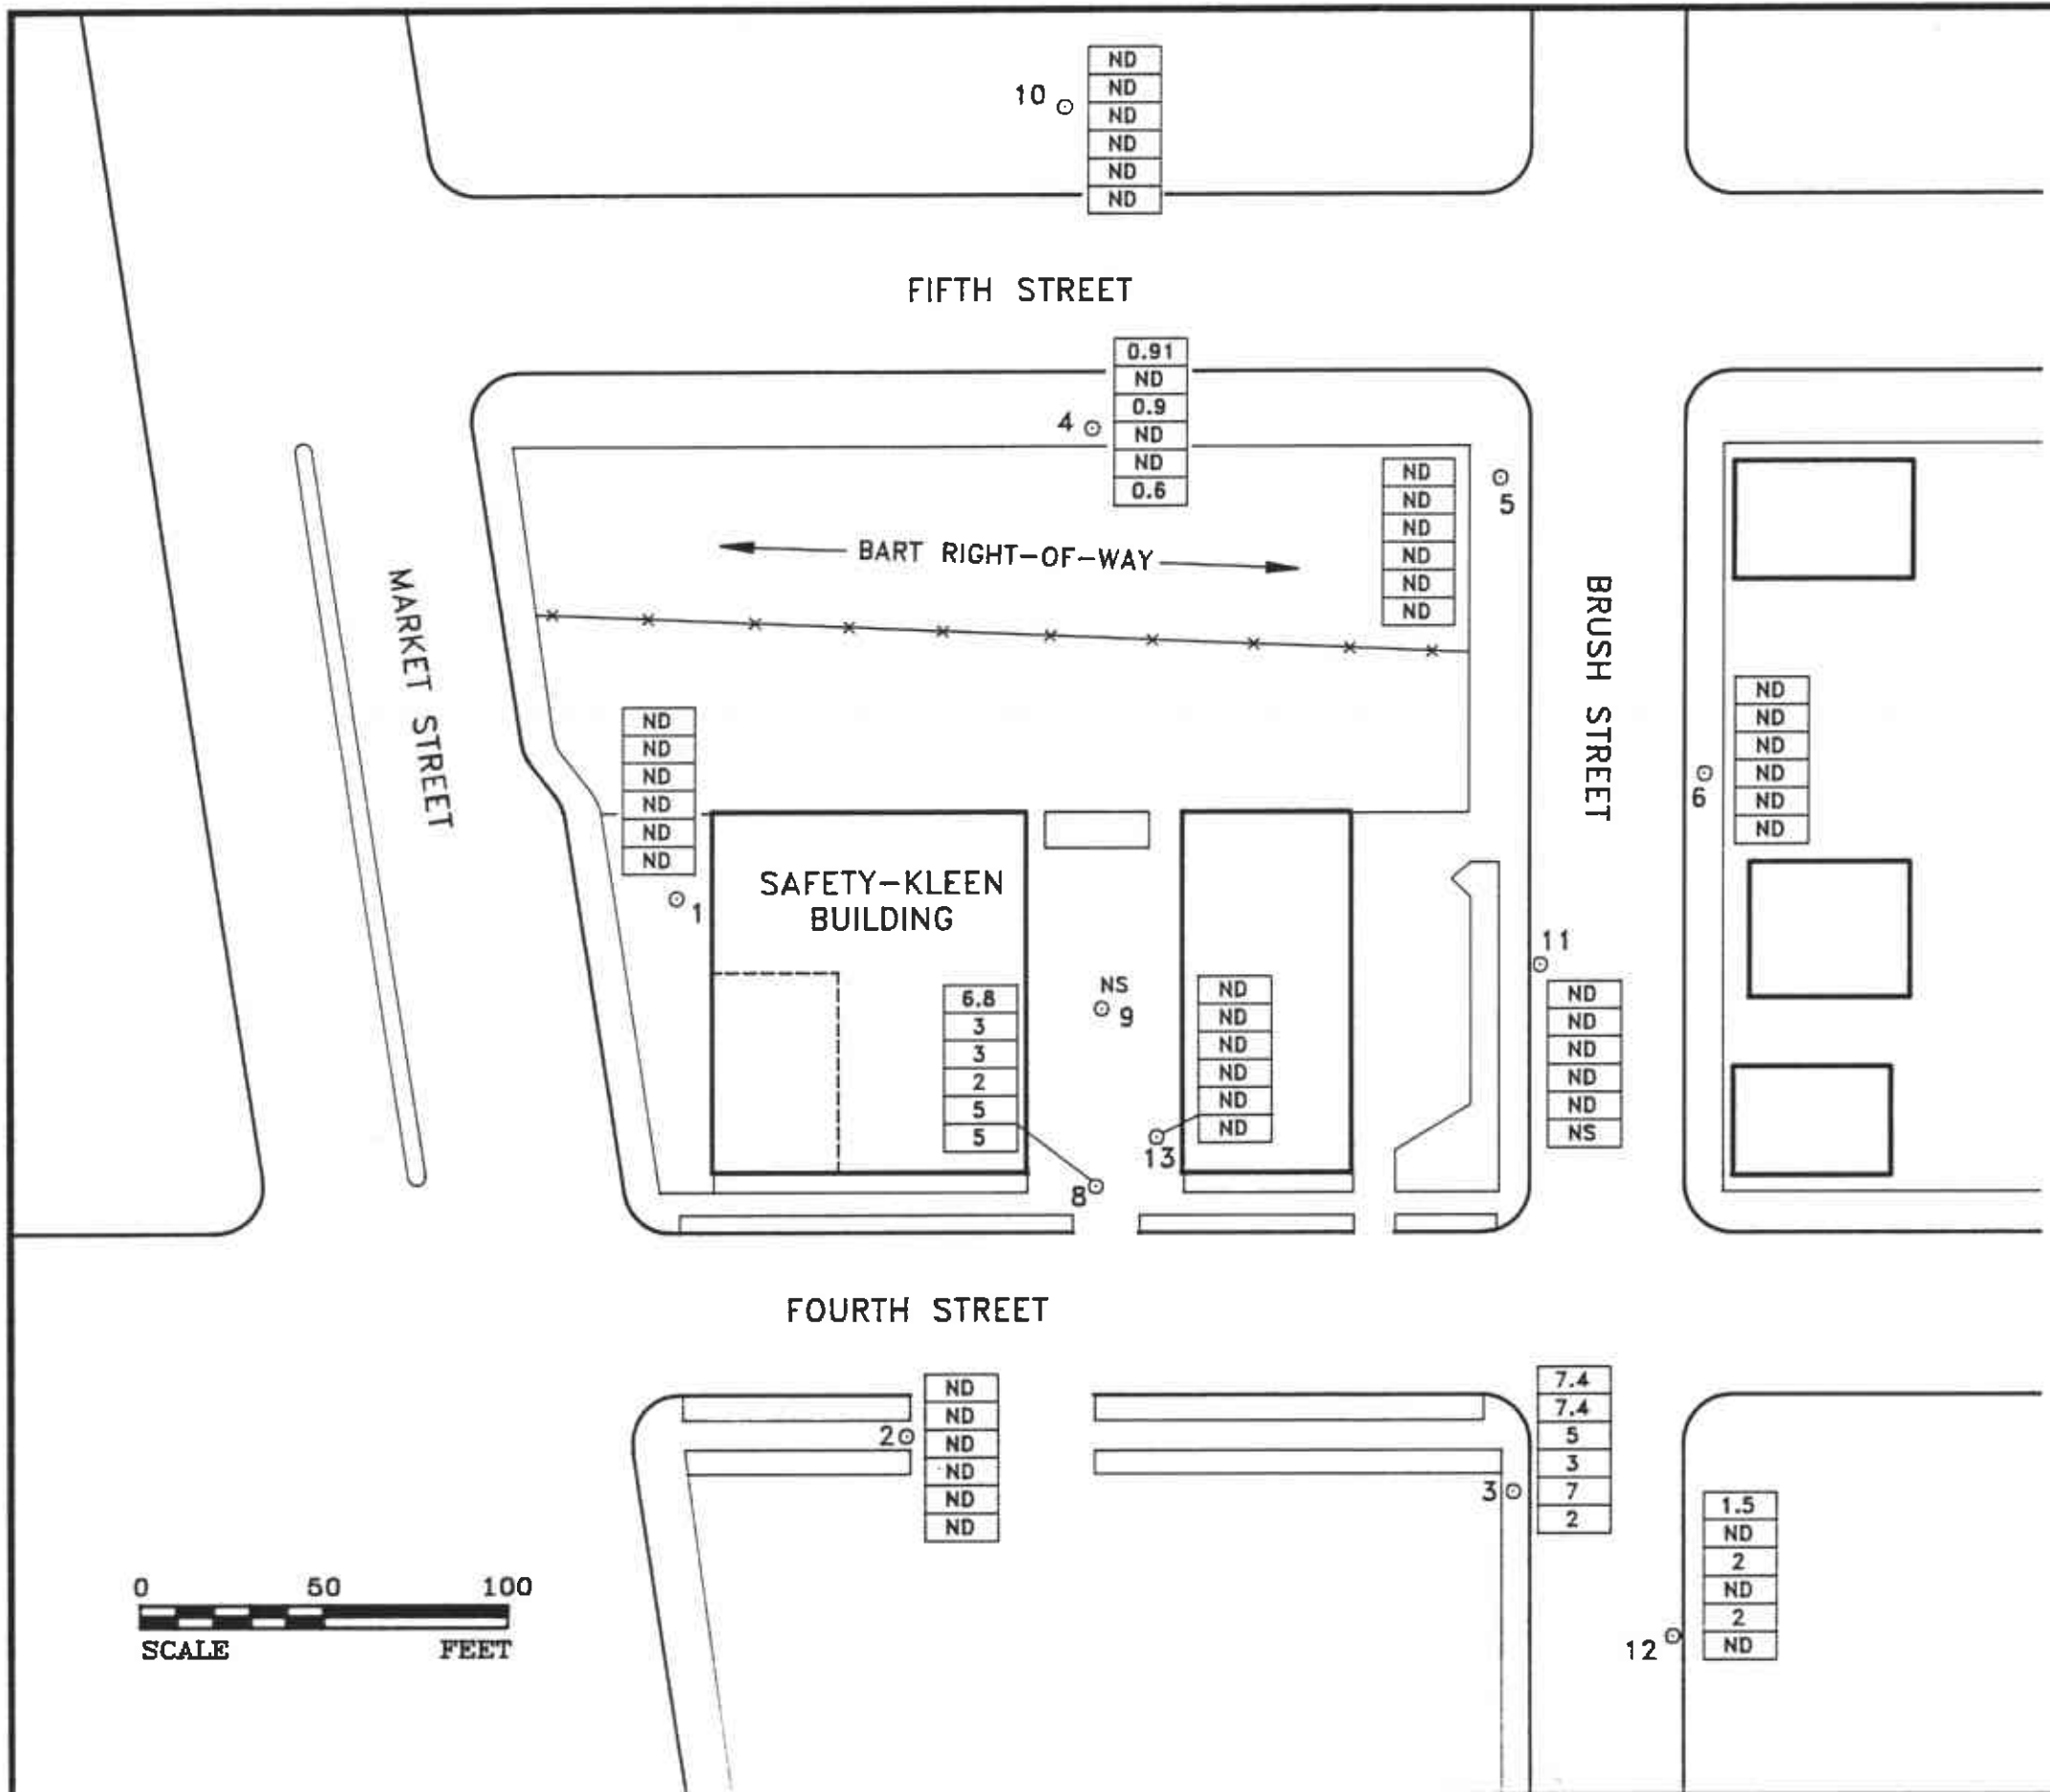 10
ND
ND
ND
ND
ND
ND
FIFTH STREET
4
0.91
ND
0.9
ND
ND
0.6
ND
ND
ND
ND
ND
ND
5
BART RIGHT-OF-WAY
MARKET STREET
BRUSH STREET
ND
ND
ND
ND
ND
ND
1
ND
ND
ND
ND
ND
ND
6
SAFETY-KLEEN
BUILDING
6.8
3
3
2
5
5
8
NS
9
ND
ND
ND
ND
ND
ND
13
11
ND
ND
ND
ND
ND
NS
FOURTH STREET
2
ND
ND
ND
ND
ND
ND
3
7.4
7.4
5
3
7
2
12
1.5
ND
2
ND
2
ND
0 50 100
SCALE FEET